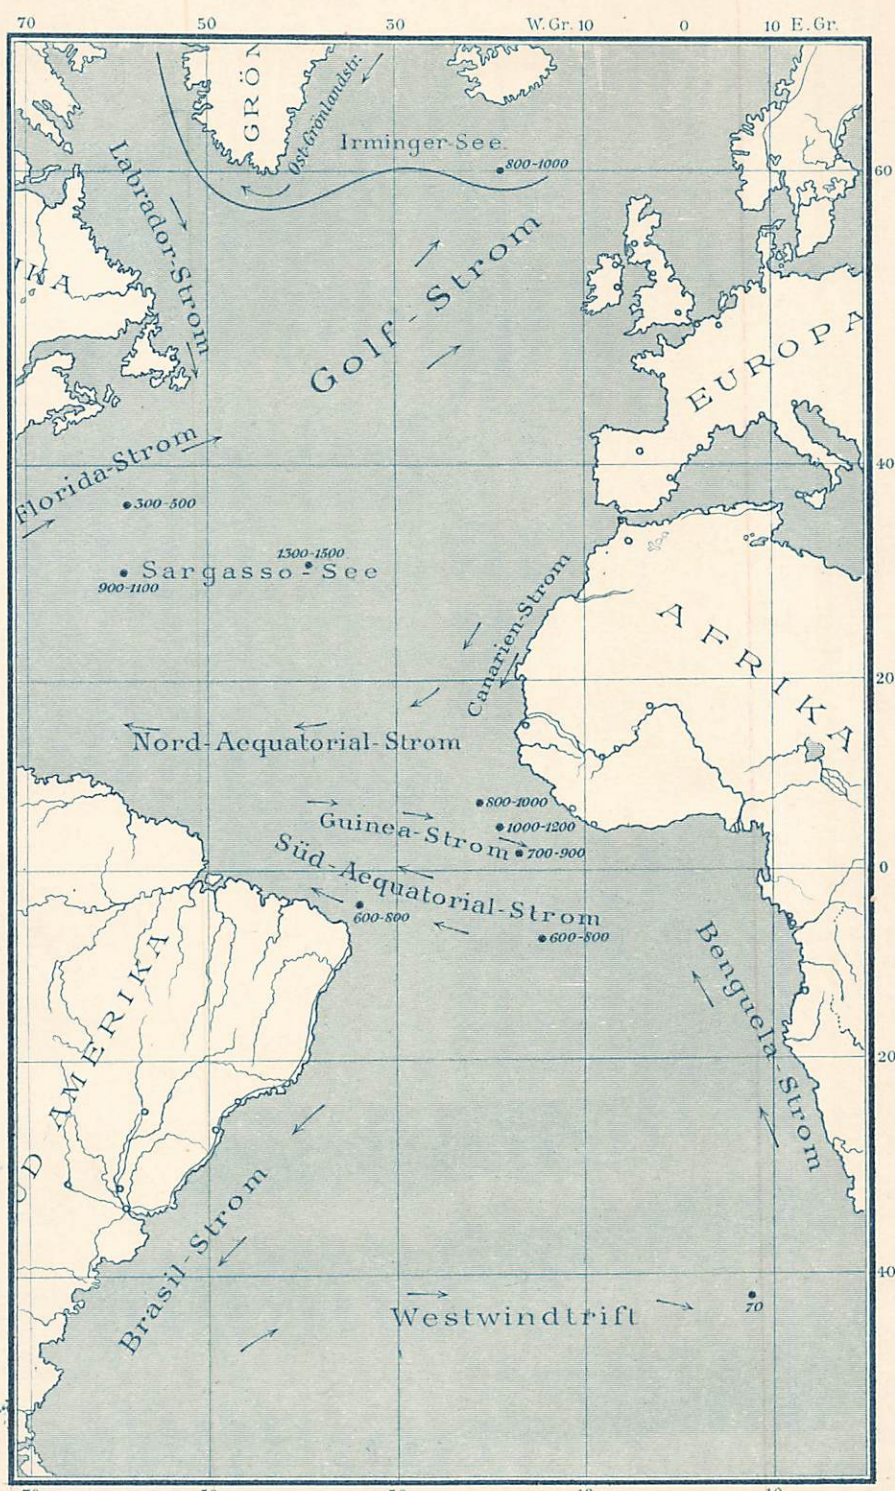 70 50 30 W. Gr. 10 0 10 E. Gr.
GRÖN
Ost-Grönlandstr:
Irminger-See.
800-1000
60
Labrador-Strom
IKA
Golf-Strom
EUROPA
Florida-Strom
40
300-500
1300-1500
Sargasso-See
900-1100
Canarien-Strom
AFRIKA
20
Nord-Aequatorial-Strom
800-1000
Guinea-Strom
1000-1200
700-900
Süd-Aequatorial-Strom
0
600-800
600-800
Benguela-Strom
ÜD AMERIKA
20
Brasil-Strom
40
70
Westwindtrift